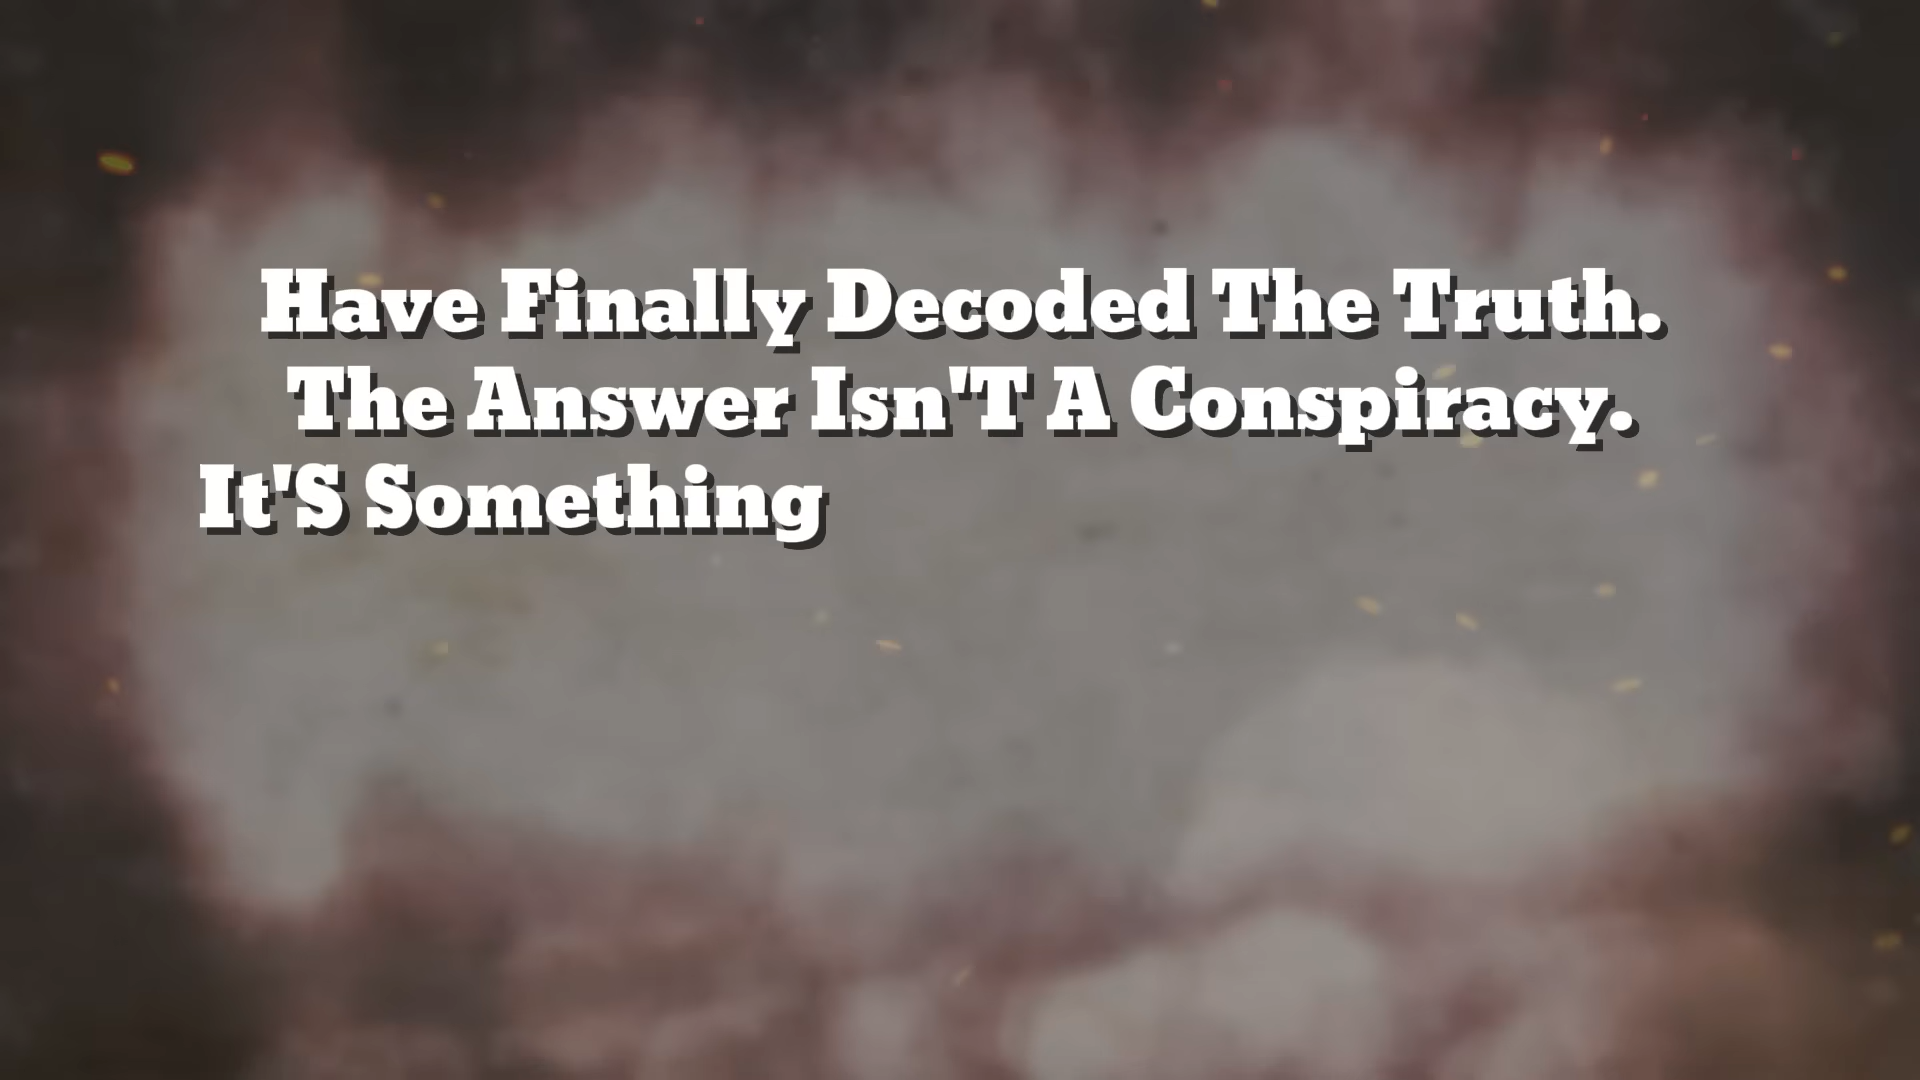 Have Finally Decoded The Truth.
The Answer Isn'T A Conspiracy.
It'S Something